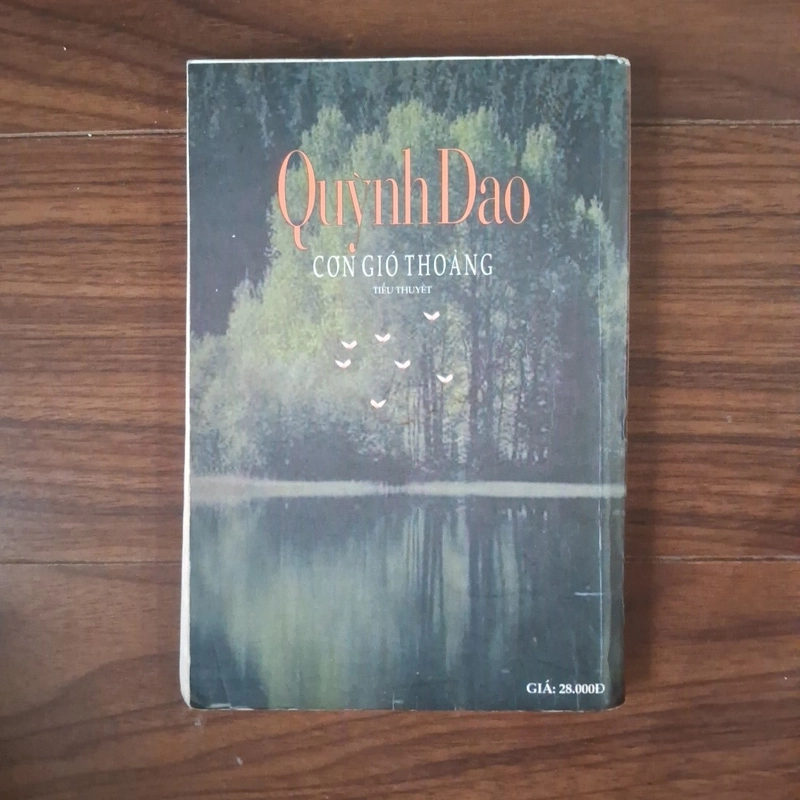 Quỳnh Dao
CƠN GIÓ THOẢNG
TIỂU THUYẾT
GIÁ: 28.000Đ